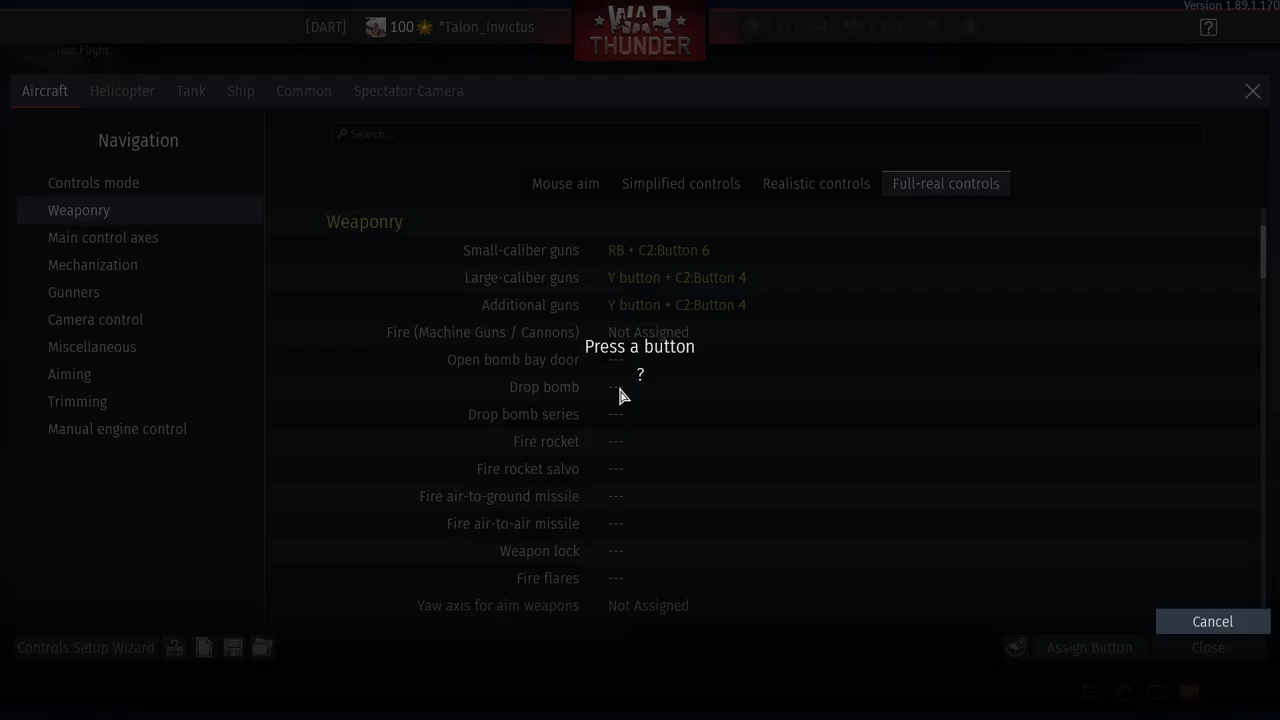 Version 1.89.1.170
[DART] 100 *Talon_Invictus
WAR
THUNDER
?
Test Flight
Aircraft Helicopter Tank Ship Common Spectator Camera
Navigation
Search...
Controls mode
Weaponry
Main control axes
Mechanization
Gunners
Camera control
Miscellaneous
Aiming
Trimming
Manual engine control
Mouse aim Simplified controls Realistic controls Full-real controls
Weaponry
Small-caliber guns RB + C2:Button 6
Large-caliber guns Y button + C2:Button 4
Additional guns Y button + C2:Button 4
Fire (Machine Guns / Cannons) Not Assigned
Press a button
?
Open bomb bay door ---
Drop bomb ---
Drop bomb series ---
Fire rocket ---
Fire rocket salvo ---
Fire air-to-ground missile ---
Fire air-to-air missile ---
Weapon lock ---
Fire flares ---
Yaw axis for aim weapons Not Assigned
Cancel
Controls Setup Wizard Assign Button Close